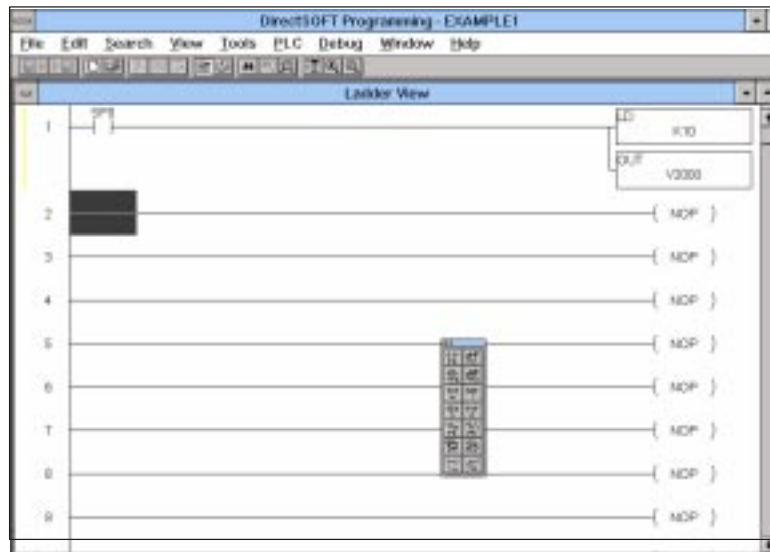 DirectSOFT Programming - EXAMPLE1
File Edit Search View Tools PLC Debug Window Help
Ladder View
1
LD
K10
OUT
V2000
2 ( NOP )
3 ( NOP )
4 ( NOP )
5 ( NOP )
6 ( NOP )
7 ( NOP )
8 ( NOP )
9 ( NOP )